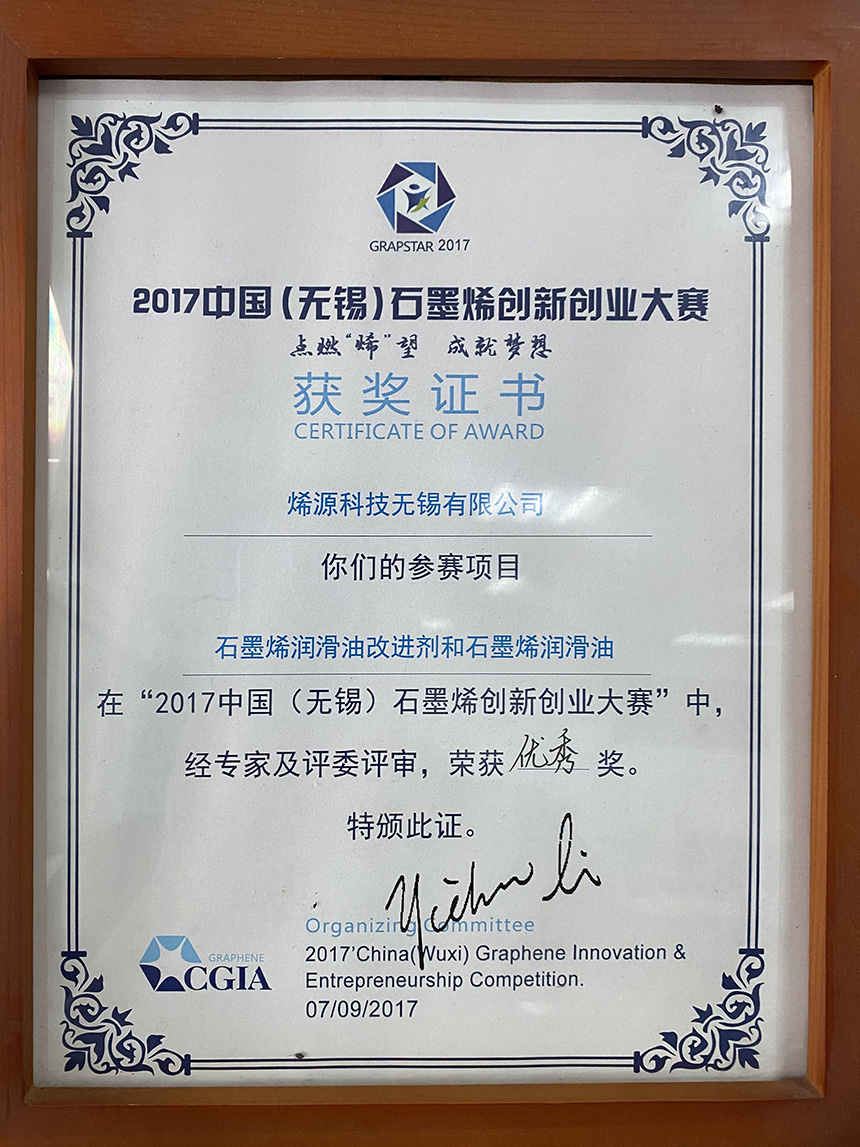 GRAPSTAR 2017
2017中国(无锡)石墨烯创新创业大赛
点燃“烯”望 成就梦想
获奖证书
CERTIFICATE OF AWARD
烯源科技无锡有限公司
你们的参赛项目
石墨烯润滑油改进剂和石墨烯润滑油
在“2017中国（无锡）石墨烯创新创业大赛”中，
经专家及评委评审，荣获优秀奖。
特颁此证。
Organizing Committee
GRAPHENE
CGIA
2017'China(Wuxi) Graphene Innovation &
Entrepreneurship Competition.
07/09/2017